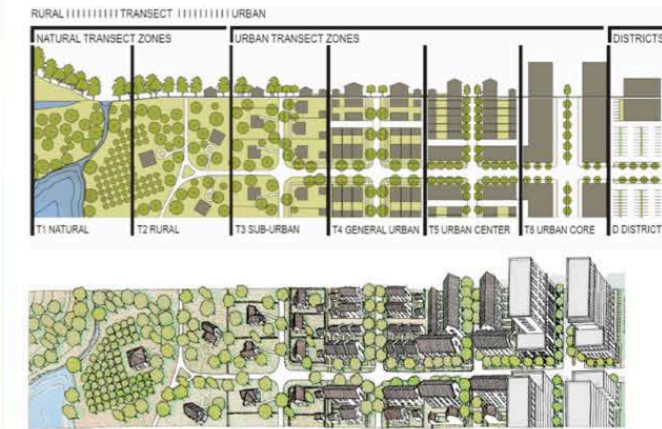 RURAL I I I I I I I I I I TRANSECT I I I I I I I I I I URBAN
NATURAL TRANSECT ZONES
URBAN TRANSECT ZONES
DISTRICTS
T1 NATURAL
T2 RURAL
T3 SUB-URBAN
T4 GENERAL URBAN
T5 URBAN CENTER
T6 URBAN CORE
D DISTRICT